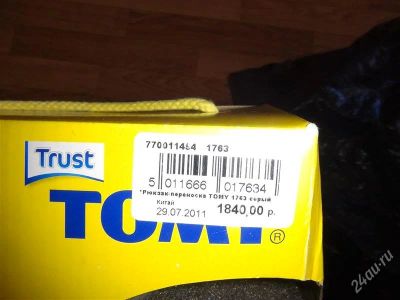 770011484 1763
5 011666 017634
"Рюкзак-переноска TOMY 1763 серый
Китай
29.07.2011 1840,00 р.
Trust
TOMY®
24au.ru